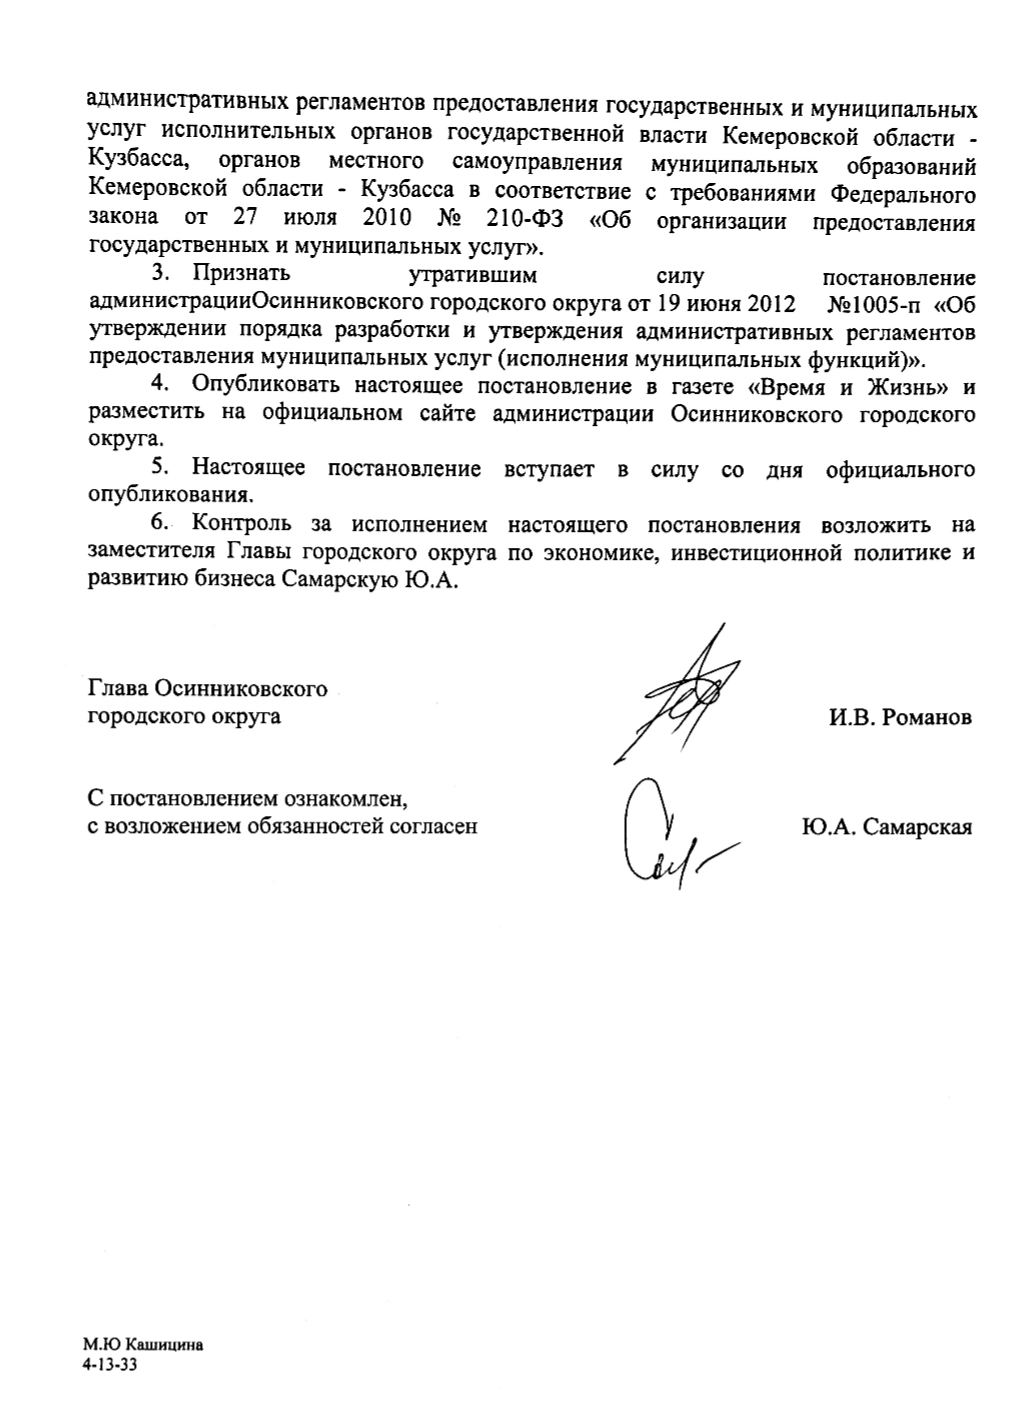 административных регламентов предоставления государственных и муниципальных
услуг исполнительных органов государственной власти Кемеровской области -
Кузбасса, органов местного самоуправления муниципальных образований
Кемеровской области - Кузбасса в соответствие с требованиями Федерального
закона от 27 июля 2010 № 210-ФЗ «Об организации предоставления
государственных и муниципальных услуг».
3. Признать утратившим силу постановление
администрацииОсинниковского городского округа от 19 июня 2012 №1005-п «Об
утверждении порядка разработки и утверждения административных регламентов
предоставления муниципальных услуг (исполнения муниципальных функций)».
4. Опубликовать настоящее постановление в газете «Время и Жизнь» и
разместить на официальном сайте администрации Осинниковского городского
округа.
5. Настоящее постановление вступает в силу со дня официального
опубликования.
6. Контроль за исполнением настоящего постановления возложить на
заместителя Главы городского округа по экономике, инвестиционной политике и
развитию бизнеса Самарскую Ю.А.
Глава Осинниковского
городского округа И.В. Романов
С постановлением ознакомлен,
с возложением обязанностей согласен Ю.А. Самарская
М.Ю Кашицина
4-13-33